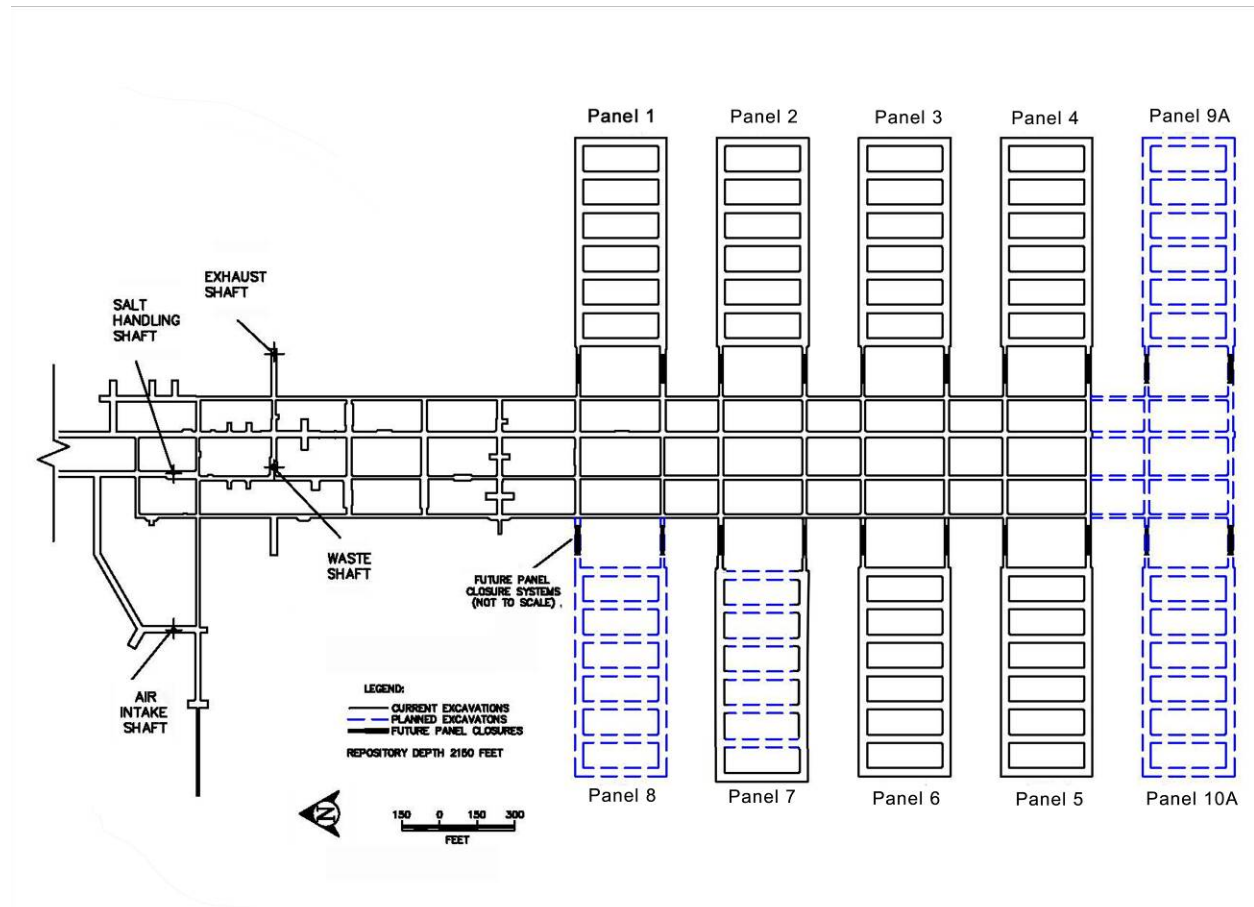 Panel 1
Panel 2
Panel 3
Panel 4
Panel 9A
EXHAUST
SHAFT
SALT
HANDLING
SHAFT
WASTE
SHAFT
FUTURE PANEL
CLOSURE SYSTEMS
(NOT TO SCALE) .
AIR
INTAKE
SHAFT
LEGEND:
CURRENT EXCAVATIONS
PLANNED EXCAVATONS
FUTURE PANEL CLOSURES
REPOSITORY DEPTH 2150 FEET
Panel 8
Panel 7
Panel 6
Panel 5
Panel 10A
N
150 0 150 300
FEET